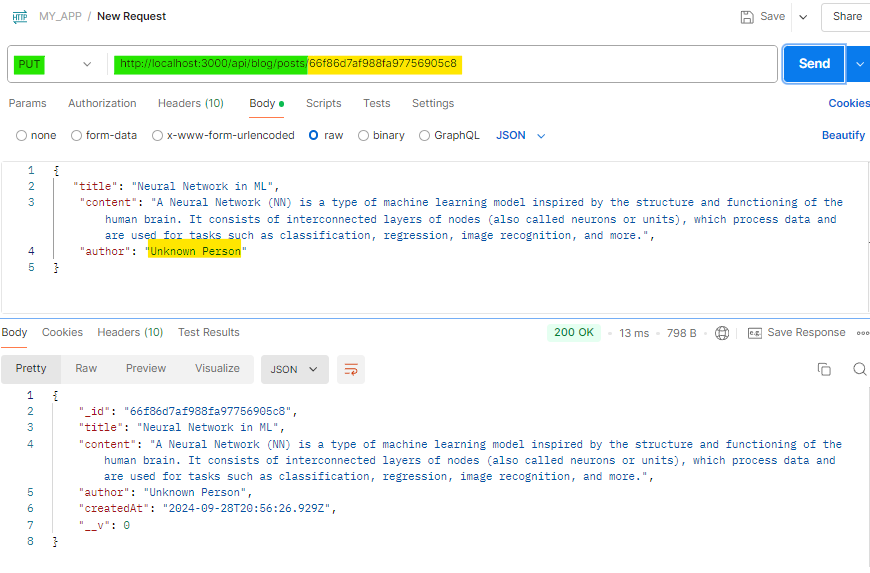 HTTP MY_APP / New Request Save Share
PUT http://localhost:3000/api/blog/posts/66f86d7af988fa97756905c8 Send
Params Authorization Headers (10) Body Scripts Tests Settings Cookies
none form-data x-www-form-urlencoded raw binary GraphQL JSON Beautify
1 {
2 "title": "Neural Network in ML",
3 "content": "A Neural Network (NN) is a type of machine learning model inspired by the structure and functioning of the
human brain. It consists of interconnected layers of nodes (also called neurons or units), which process data and
are used for tasks such as classification, regression, image recognition, and more.",
4 "author": "Unknown Person"
5 }
Body Cookies Headers (10) Test Results 200 OK 13 ms 798 B e.g. Save Response
Pretty Raw Preview Visualize JSON
1 {
2 "_id": "66f86d7af988fa97756905c8",
3 "title": "Neural Network in ML",
4 "content": "A Neural Network (NN) is a type of machine learning model inspired by the structure and functioning of the
human brain. It consists of interconnected layers of nodes (also called neurons or units), which process data and
are used for tasks such as classification, regression, image recognition, and more.",
5 "author": "Unknown Person",
6 "createdAt": "2024-09-28T20:56:26.929Z",
7 "__v": 0
8 }